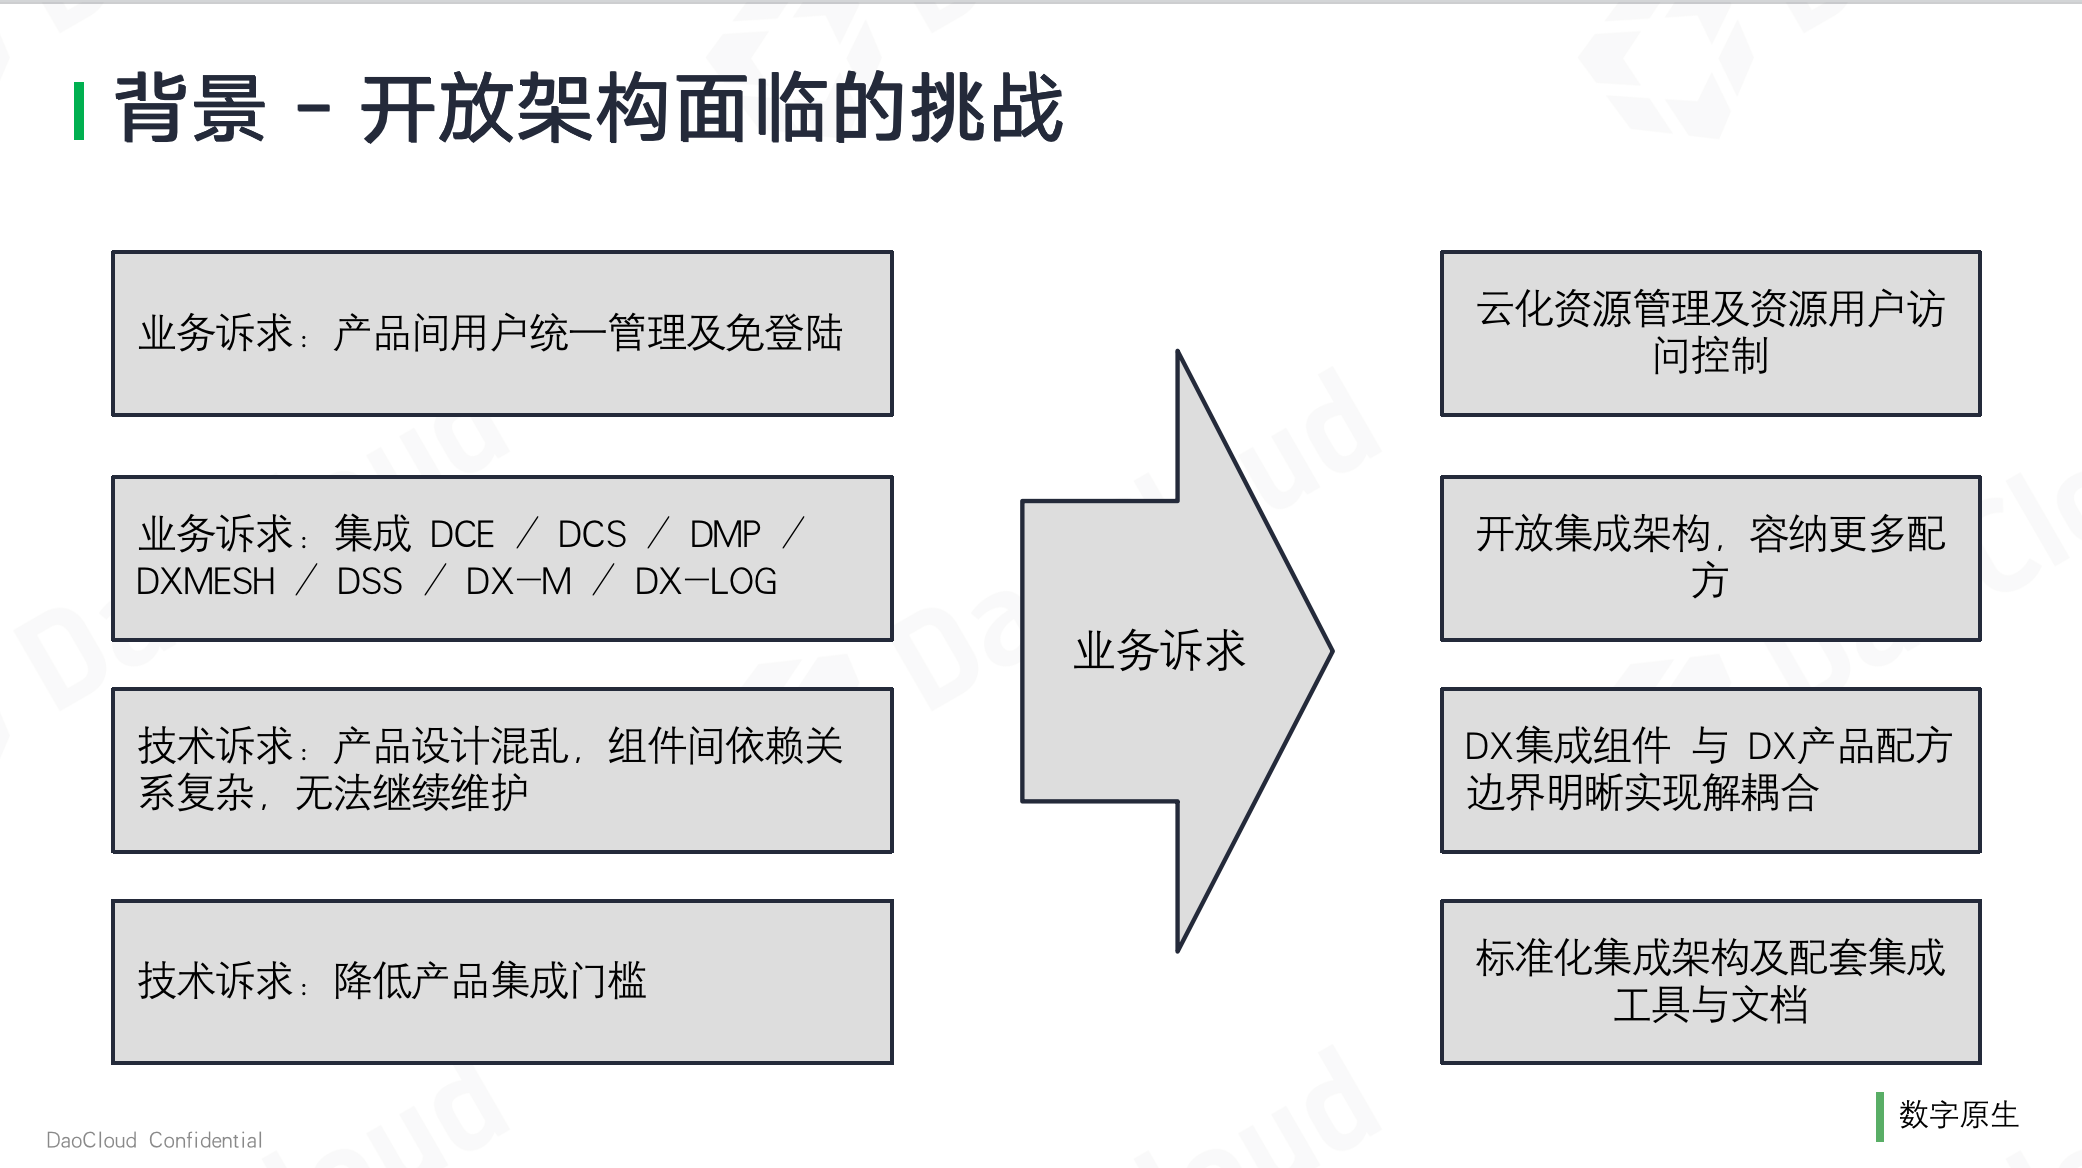 背景 - 开放架构面临的挑战
业务诉求：产品间用户统一管理及免登陆
业务诉求：集成 DCE / DCS / DMP /
DXMESH / DSS / DX-M / DX-LOG
技术诉求：产品设计混乱，组件间依赖关
系复杂，无法继续维护
技术诉求：降低产品集成门槛
业务诉求
云化资源管理及资源用户访
问控制
开放集成架构，容纳更多配
方
DX集成组件 与 DX产品配方
边界明晰实现解耦合
标准化集成架构及配套集成
工具与文档
DaoCloud Confidential
数字原生